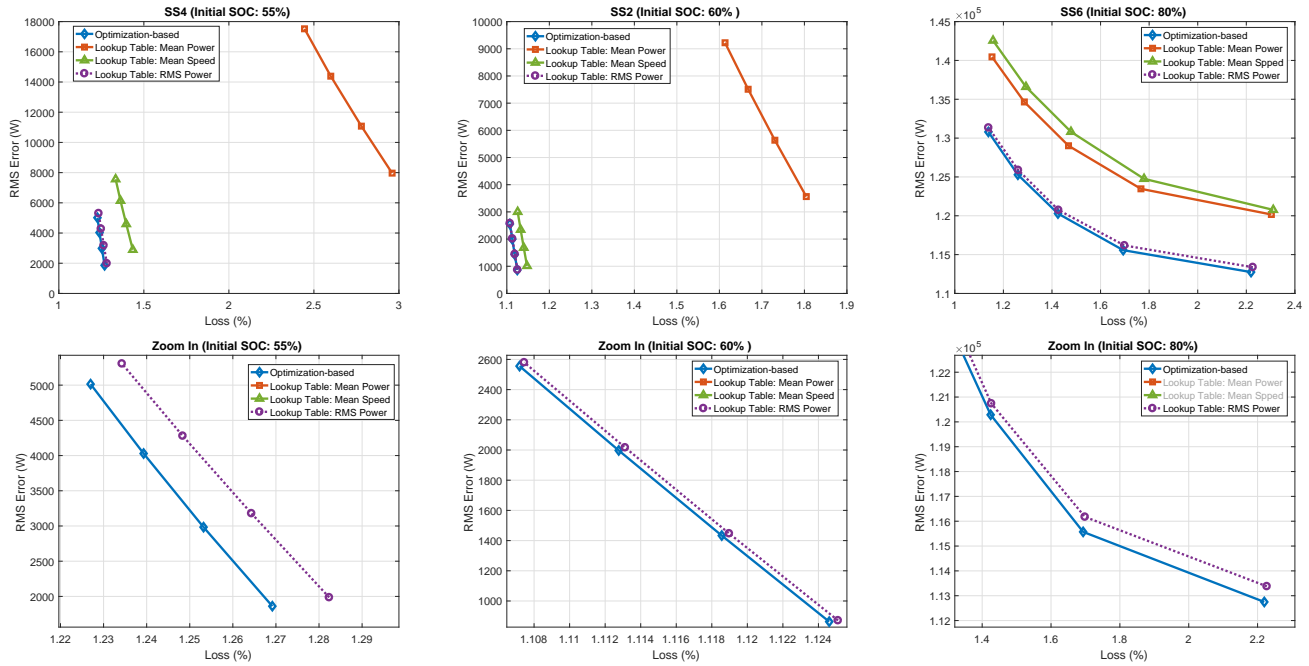 SS4 (Initial SOC: 55%)
18000
16000
14000
12000
10000
8000
6000
4000
2000
0
RMS Error (W)
Optimization-based
Lookup Table: Mean Power
Lookup Table: Mean Speed
Lookup Table: RMS Power
1
1.5
2
2.5
3
Loss (%)
SS2 (Initial SOC: 60% )
10000
9000
8000
7000
6000
5000
4000
3000
2000
1000
0
RMS Error (W)
Optimization-based
Lookup Table: Mean Power
Lookup Table: Mean Speed
Lookup Table: RMS Power
1.1
1.2
1.3
1.4
1.5
1.6
1.7
1.8
1.9
Loss (%)
SS6 (Initial SOC: 80%)
×10⁵
1.45
1.4
1.35
1.3
1.25
1.2
1.15
1.1
RMS Error (W)
Optimization-based
Lookup Table: Mean Power
Lookup Table: Mean Spped
Lookup Table: RMS Power
1
1.2
1.4
1.6
1.8
2
2.2
2.4
Loss (%)
Zoom In (Initial SOC: 55%)
5000
4500
4000
3500
3000
2500
2000
RMS Error (W)
Optimization-based
Lookup Table: Mean Power
Lookup Table: Mean Speed
Lookup Table: RMS Power
1.22
1.23
1.24
1.25
1.26
1.27
1.28
1.29
Loss (%)
Zoom In (Initial SOC: 60% )
2600
2400
2200
2000
1800
1600
1400
1200
1000
800
RMS Error (W)
Optimization-based
Lookup Table: Mean Power
Lookup Table: Mean Speed
Lookup Table: RMS Power
1.108
1.11
1.112
1.114
1.116
1.118
1.12
1.122
1.124
Loss (%)
Zoom In (Initial SOC: 80%)
×10⁵
1.22
1.21
1.2
1.19
1.18
1.17
1.16
1.15
1.14
1.13
1.12
RMS Error (W)
Optimization-based
Lookup Table: Mean Power
Lookup Table: Mean Spped
Lookup Table: RMS Power
1.4
1.6
1.8
2
2.2
Loss (%)